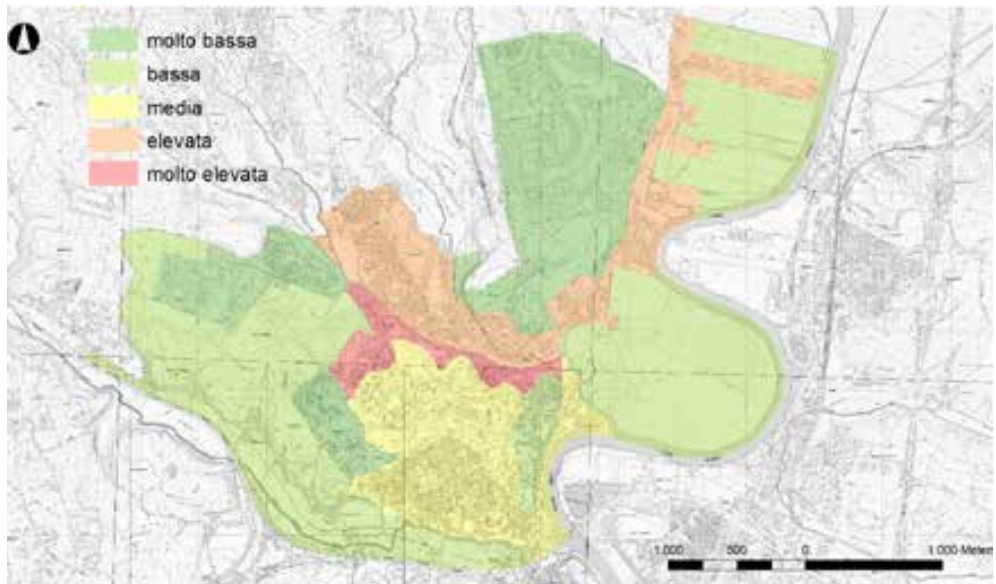 molto bassa
bassa
media
elevata
molto elevata
1.000 500 0 1.000 Meters